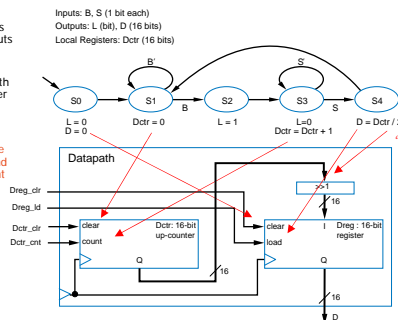 Inputs: B, S (1 bit each)
Outputs: L (bit), D (16 bits)
Local Registers: Dctr (16 bits)
B' S'
S0 S1 S2 S3 S4
B S
L = 0 Dctr = 0 L = 1 L=0 D = Dctr /
D = 0 Dctr = Dctr + 1
Datapath
Dreg_clr
>>1
Dreg_ld
16
Dctr_clr clear Dctr: 16-bit clear I Dreg : 16-bit
Dctr_cnt count up-counter load register
Q Q
16
16
D